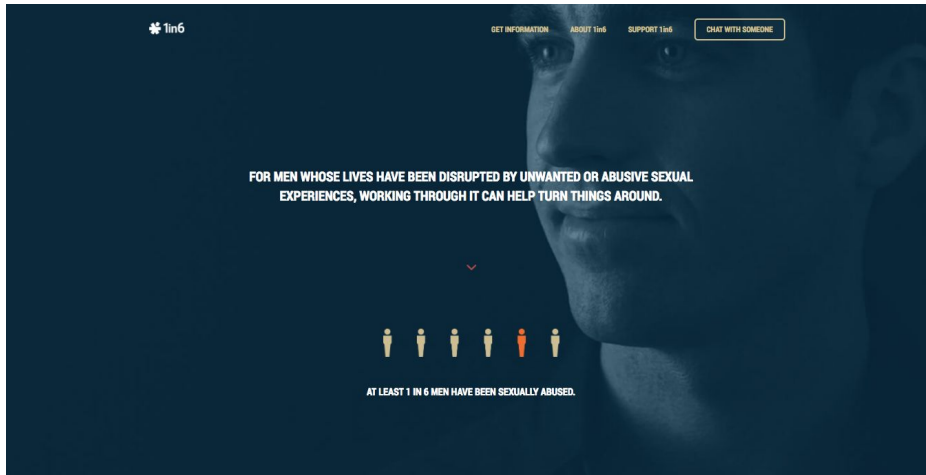 1in6
GET INFORMATION
ABOUT 1in6
SUPPORT 1in6
CHAT WITH SOMEONE
FOR MEN WHOSE LIVES HAVE BEEN DISRUPTED BY UNWANTED OR ABUSIVE SEXUAL
EXPERIENCES, WORKING THROUGH IT CAN HELP TURN THINGS AROUND.
AT LEAST 1 IN 6 MEN HAVE BEEN SEXUALLY ABUSED.